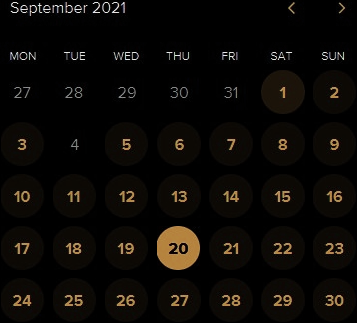 September 2021 < >
MON TUE WED THU FRI SAT SUN
27 28 29 30 31 1 2
3 4 5 6 7 8 9
10 11 12 13 14 15 16
17 18 19 20 21 22 23
24 25 26 27 28 29 30